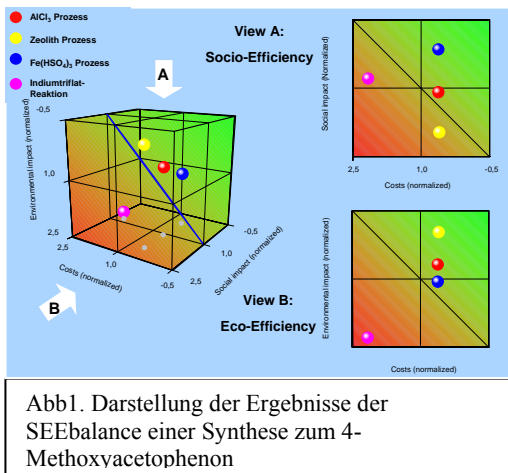 AlCl₃ Prozess
Zeolith Prozess
Fe(HSO₄)₃ Prozess
Indiumtriflat-
Reaktion
View A:
Socio-Efficiency
A
-0,5
1,0
2,5
Environmental impact (normalized)
2,5
1,0
-0,5
Costs (normalized)
2,5
1,0
-0,5
Social impact (normalized)
B
View B:
Eco-Efficiency
Social impact (Normalized)
2,5
1,0
-0,5
Costs (normalized)
Environmental impact (normalized)
Costs (normalized)
Abb1. Darstellung der Ergebnisse der
SEEbalance einer Synthese zum 4-
Methoxyacetophenon